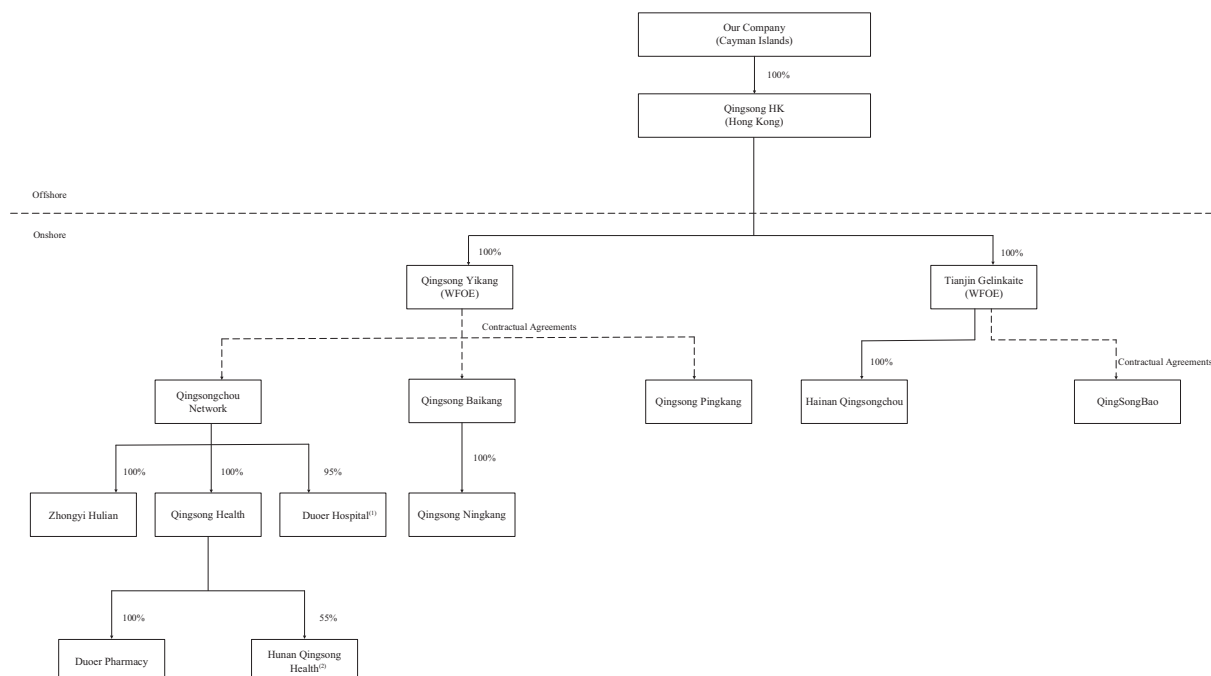 Our Company
(Cayman Islands)
100%
Qingsong HK
(Hong Kong)
Offshore
Onshore
100%
100%
Qingsong Yikang
(WFOE)
Tianjin Gelinkaite
(WFOE)
Contractual Agreements
100%
Contractual Agreements
Qingsongchou
Network
Qingsong Baikang
Qingsong Pingkang
Hainan Qingsongchou
QingSongBao
100%
100%
95%
100%
Zhongyi Hulian
Qingsong Health
Duoer Hospital(1)
Qingsong Ningkang
100%
55%
Duoer Pharmacy
Hunan Qingsong
Health(2)